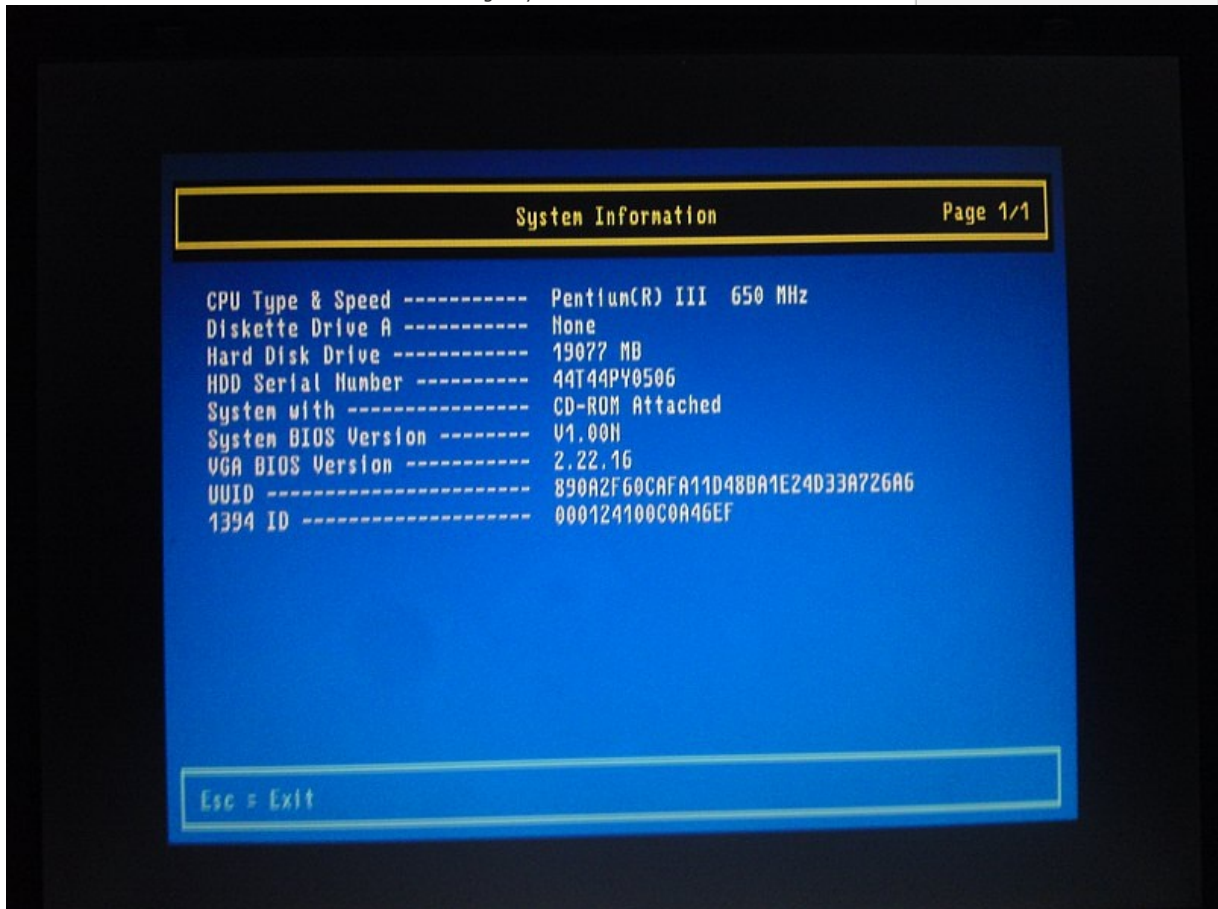 System Information Page 1/1
CPU Type & Speed ----------- Pentium(R) III 650 MHz
Diskette Drive A ----------- None
Hard Disk Drive ------------ 19077 MB
HDD Serial Number ---------- 44T44PY0506
System with ---------------- CD-ROM Attached
System BIOS Version -------- V1.00N
VGA BIOS Version ----------- 2.22.16
UUID ----------------------- 890A2F60CAFA11D48BA1E24D33A726A6
1394 ID -------------------- 000124100C0A46EF
Esc = Exit